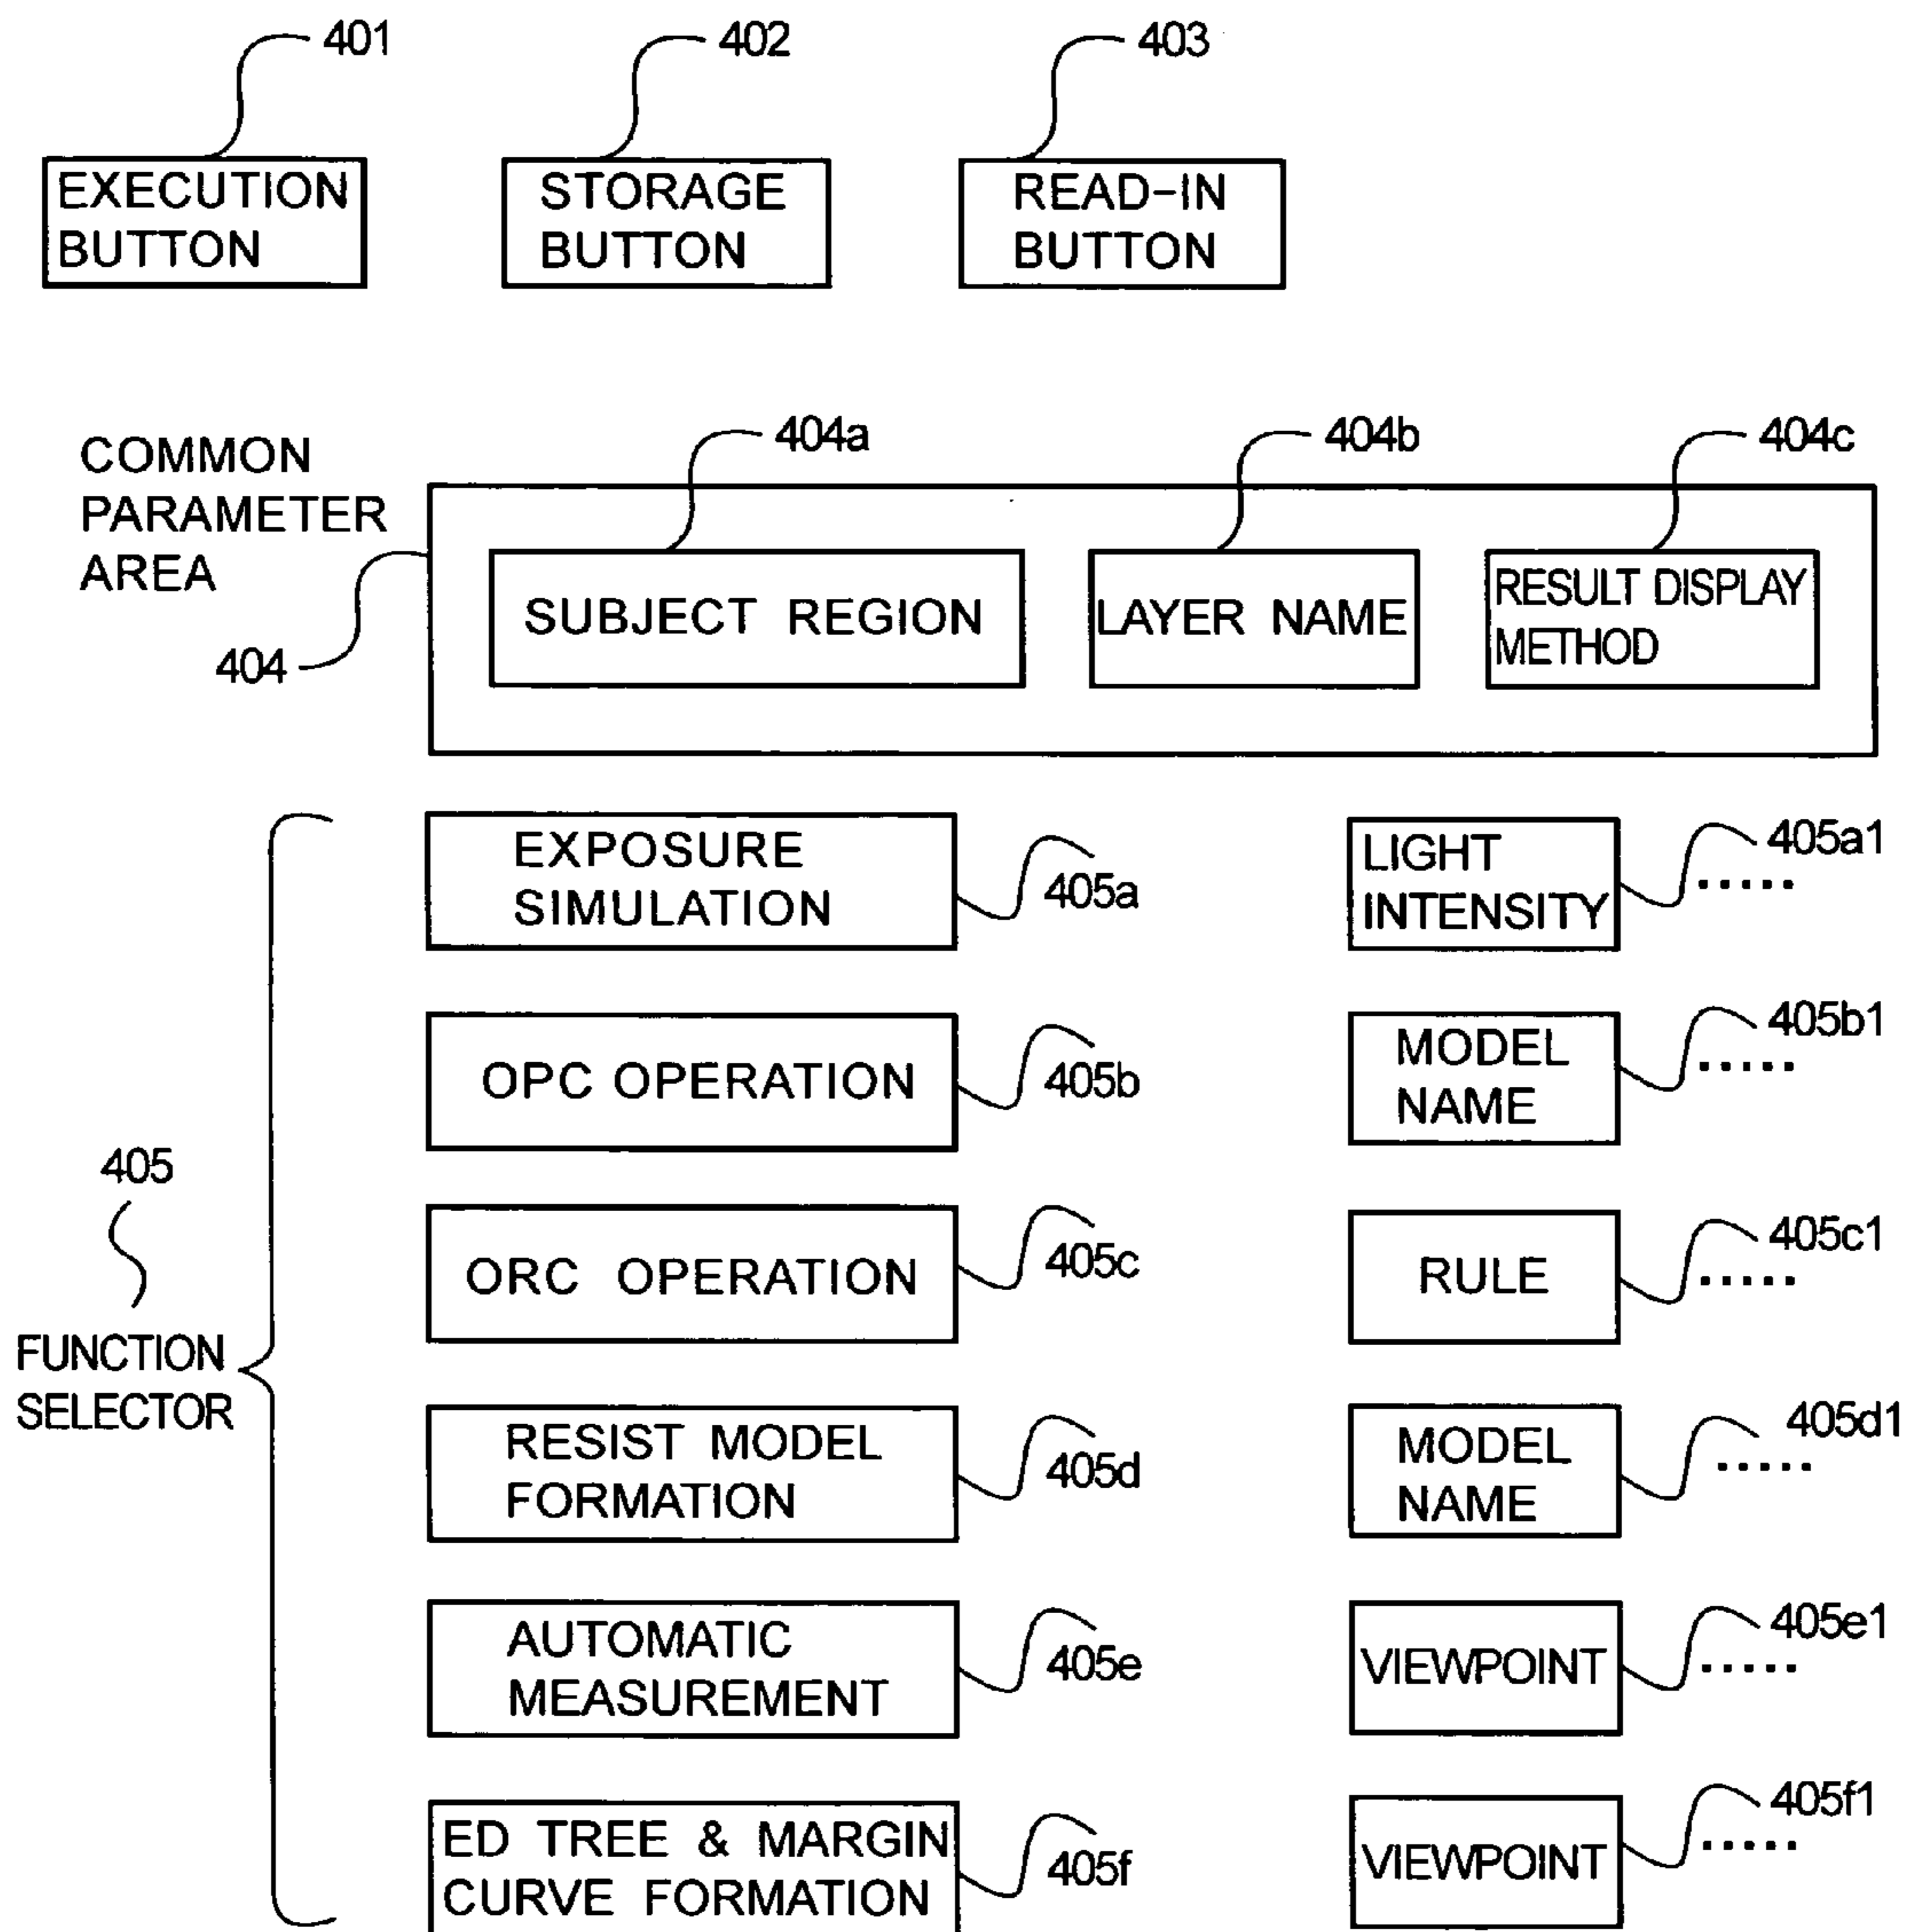 401
402
403
EXECUTION
BUTTON
STORAGE
BUTTON
READ-IN
BUTTON
COMMON
PARAMETER
AREA
404
404a
404b
404c
SUBJECT REGION
LAYER NAME
RESULT DISPLAY
METHOD
405
FUNCTION
SELECTOR
EXPOSURE
SIMULATION
405a
LIGHT
INTENSITY
405a1
.....
OPC OPERATION
405b
MODEL
NAME
405b1
.....
ORC OPERATION
405c
RULE
405c1
.....
RESIST MODEL
FORMATION
405d
MODEL
NAME
405d1
.....
AUTOMATIC
MEASUREMENT
405e
VIEWPOINT
405e1
.....
ED TREE & MARGIN
CURVE FORMATION
405f
VIEWPOINT
405f1
.....